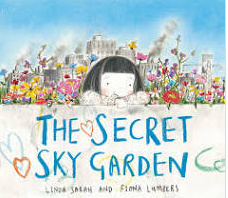 THE SECRET
SKY GARDEN
LINDA SARAH AND FIONA LUMBERS